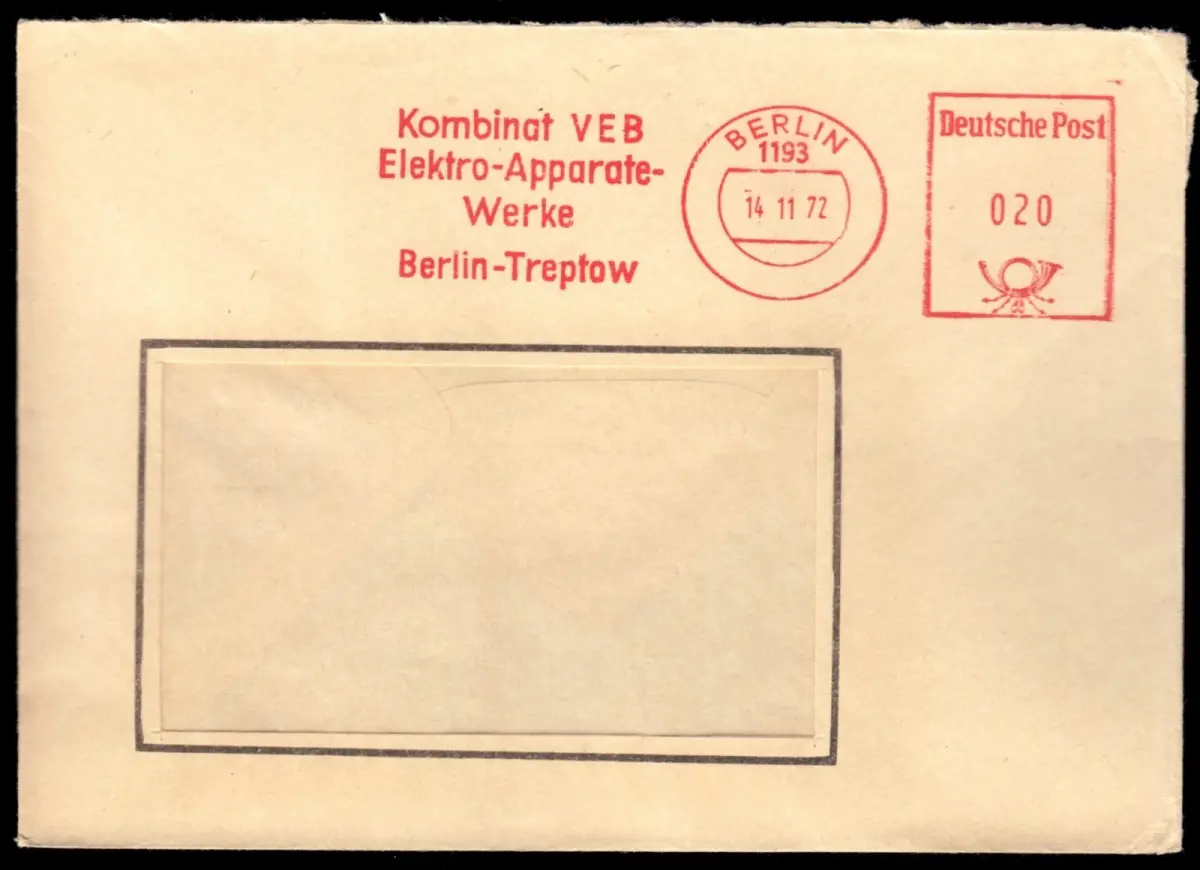 Kombinat VEB
Elektro-Apparate-
Werke
Berlin-Treptow
BERLIN
1193
14 11 72
Deutsche Post
020